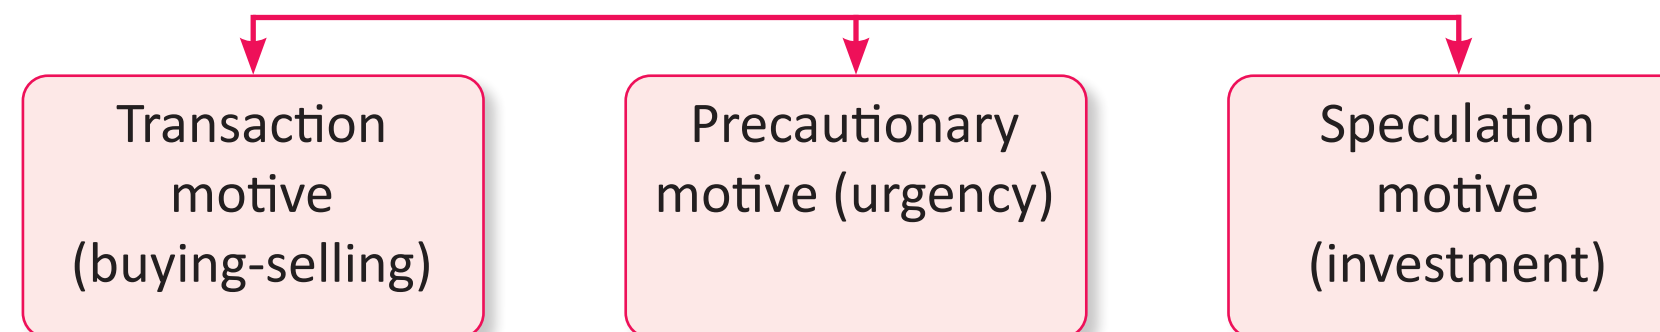 Transaction
motive
(buying-selling)
Precautionary
motive (urgency)
Speculation
motive
(investment)